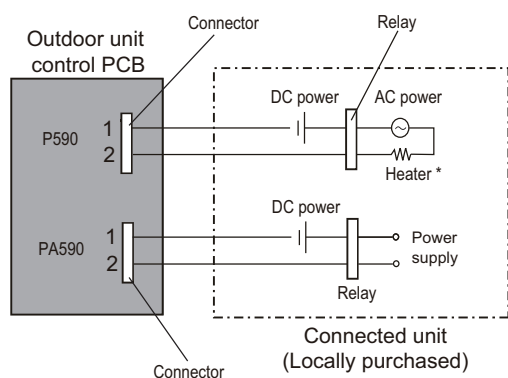 Connector
Relay
Outdoor unit
control PCB
DC power
AC power
P590
1
2
Heater *
DC power
PA590
1
2
Power
supply
Relay
Connector
Connected unit
(Locally purchased)